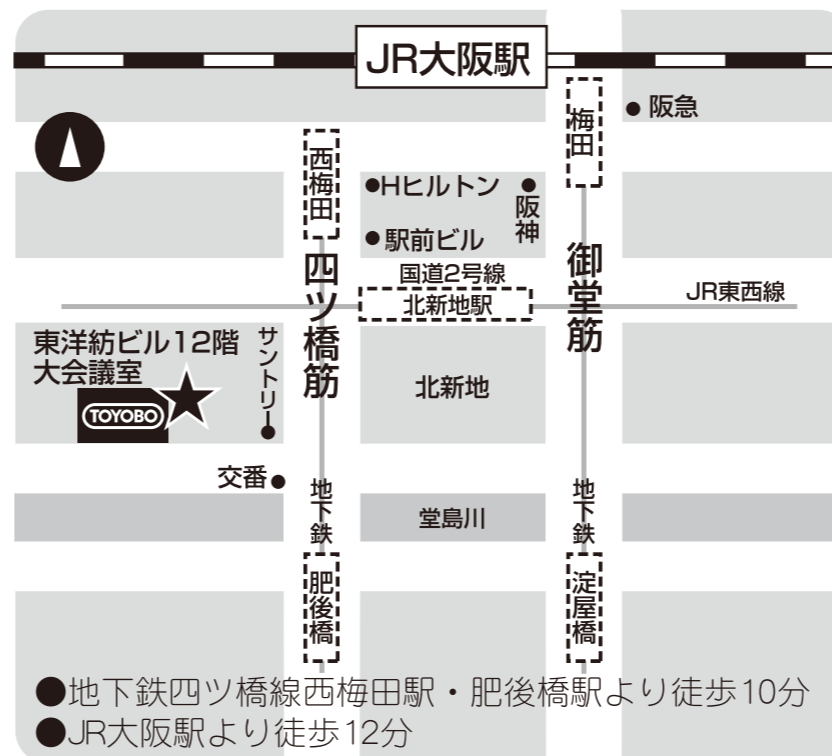 JR大阪駅
阪急
梅田
西梅田
Hヒルトン
阪神
駅前ビル
国道2号線
北新地駅
JR東西線
四ツ橋筋
御堂筋
東洋紡ビル12階
大会議室
TOYOBO
サントリー
北新地
交番
地下鉄
地下鉄
堂島川
肥後橋
淀屋橋
●地下鉄四ツ橋線西梅田駅・肥後橋駅より徒歩10分
●JR大阪駅より徒歩12分